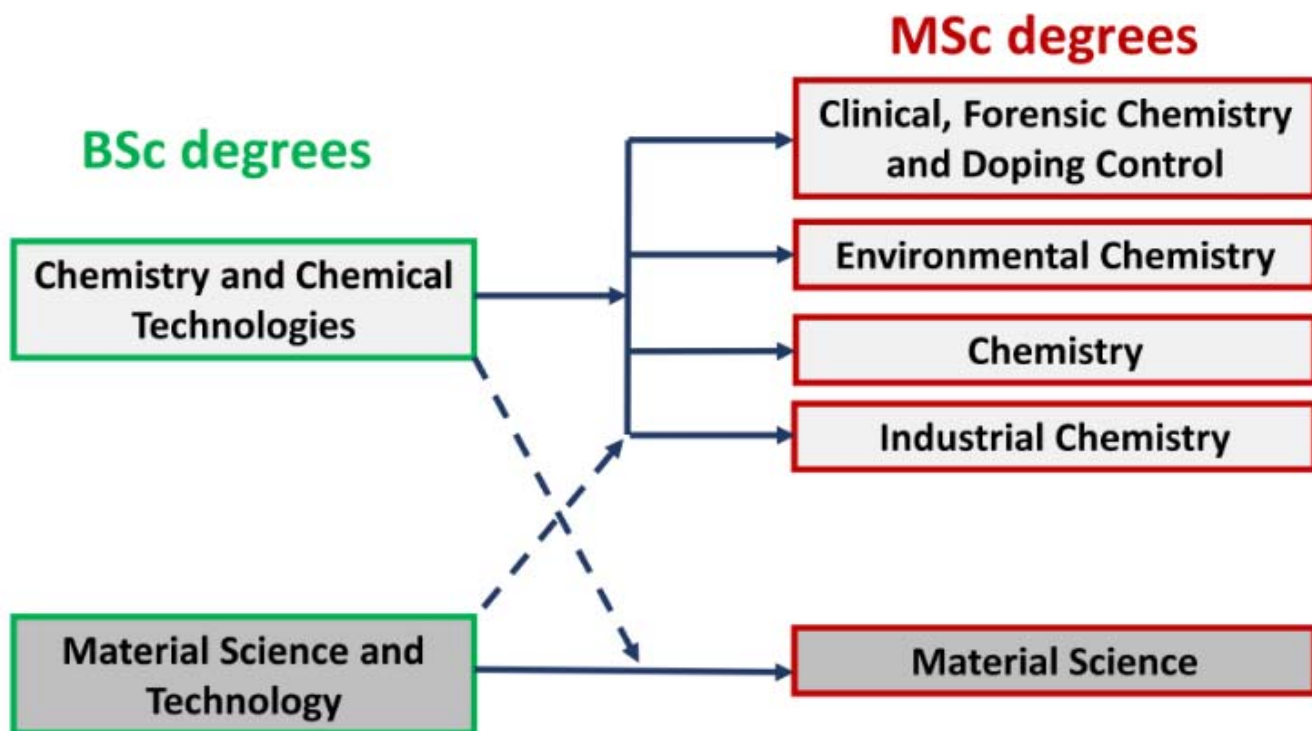 MSc degrees
Clinical, Forensic Chemistry
and Doping Control
BSc degrees
Environmental Chemistry
Chemistry and Chemical
Technologies
Chemistry
Industrial Chemistry
Material Science and
Technology
Material Science